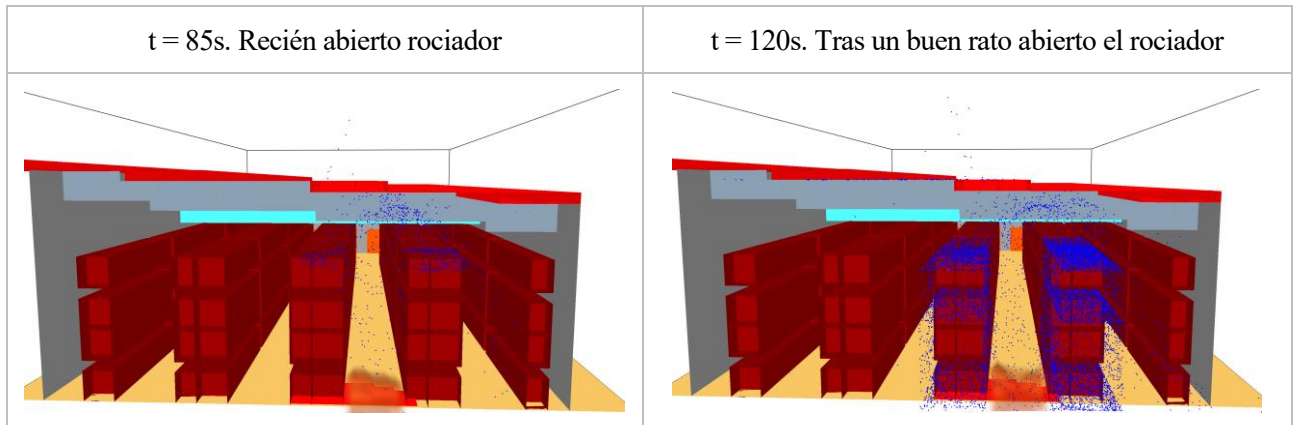 t = 85s. Recién abierto rociador
t = 120s. Tras un buen rato abierto el rociador